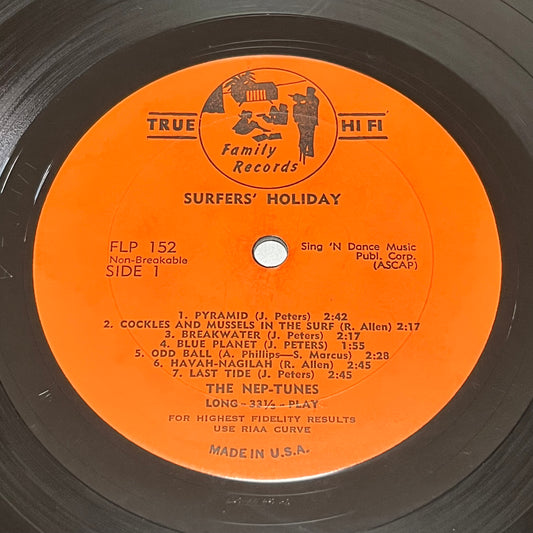 TRUE HI FI
Family
Records
SURFERS' HOLIDAY
FLP 152
Non-Breakable
SIDE 1
Sing 'N Dance Music
Publ. Corp.
(ASCAP)
1. PYRAMID (J. Peters) 2:42
2. COCKLES AND MUSSELS IN THE SURF (R. Allen) 2:17
3. BREAKWATER (J. Peters) 2:17
4. BLUE PLANET (J. PETERS) 1:55
5. ODD BALL (A. Phillips—S. Marcus) 2:28
6. HAVAH-NAGILAH (R. Allen) 2:45
7. LAST TIDE (J. Peters) 2:45
THE NEP-TUNES
LONG - 33⅓ - PLAY
FOR HIGHEST FIDELITY RESULTS
USE RIAA CURVE
MADE IN U.S.A.